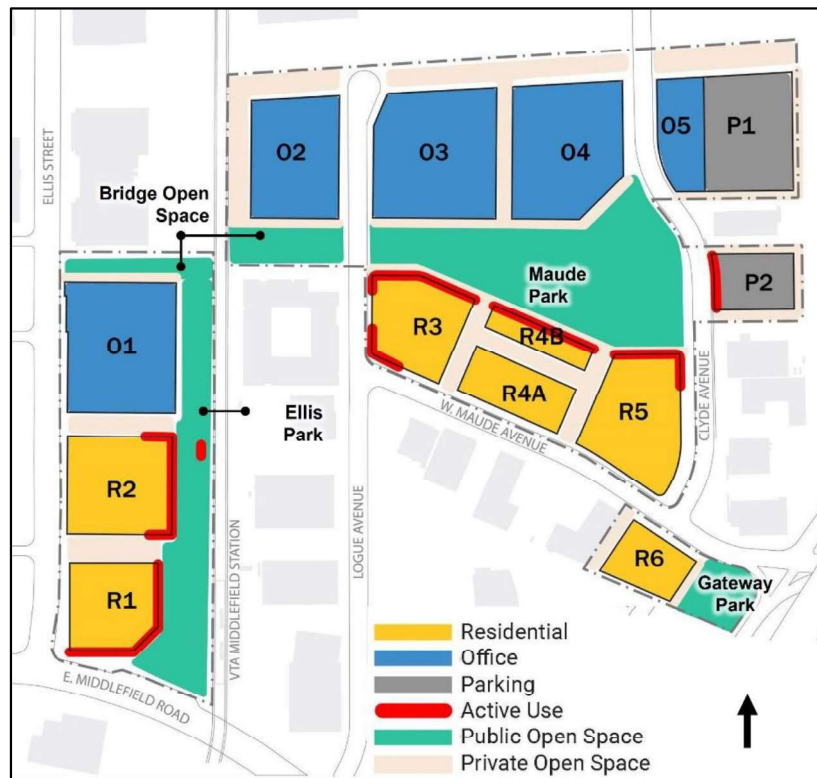 ELLIS STREET
Bridge Open
Space
O2
O3
O4
O5
P1
O1
Maude
Park
P2
R3
R4B
R4A
R5
CLYDE AVENUE
W. MAUDE AVENUE
Ellis
Park
R2
R1
VTA MIDDLEFIELD STATION
LOGUE AVENUE
R6
Gateway
Park
E. MIDDLEFIELD ROAD
Residential
Office
Parking
Active Use
Public Open Space
Private Open Space